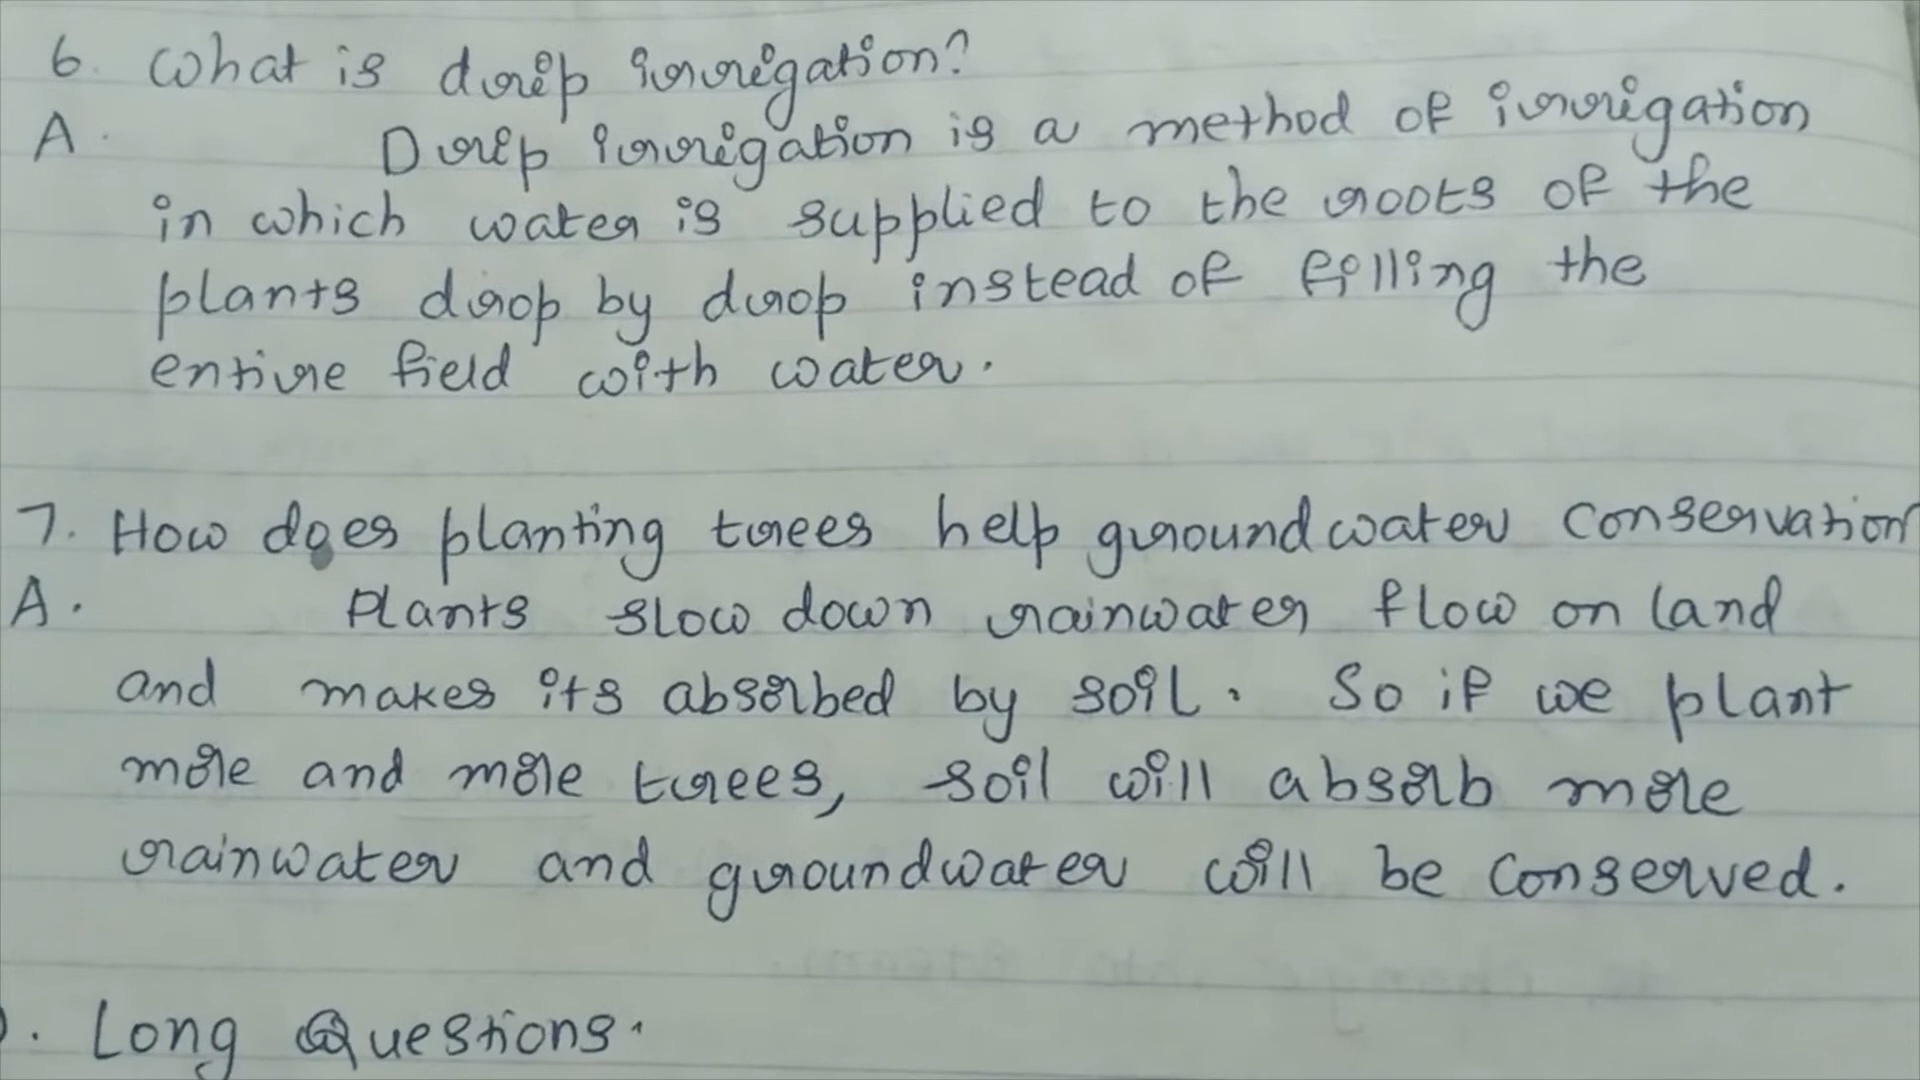 6. What is drip irrigation?
A. Drip irrigation is a method of irrigation
in which water is supplied to the roots of the
plants drop by drop instead of filling the
entire field with water.
7. How does planting trees help groundwater conservation
A. Plants slow down rainwater flow on land
and makes its absorbed by soil. So if we plant
more and more trees, soil will absorb more
rainwater and groundwater will be conserved.
. Long Questions.